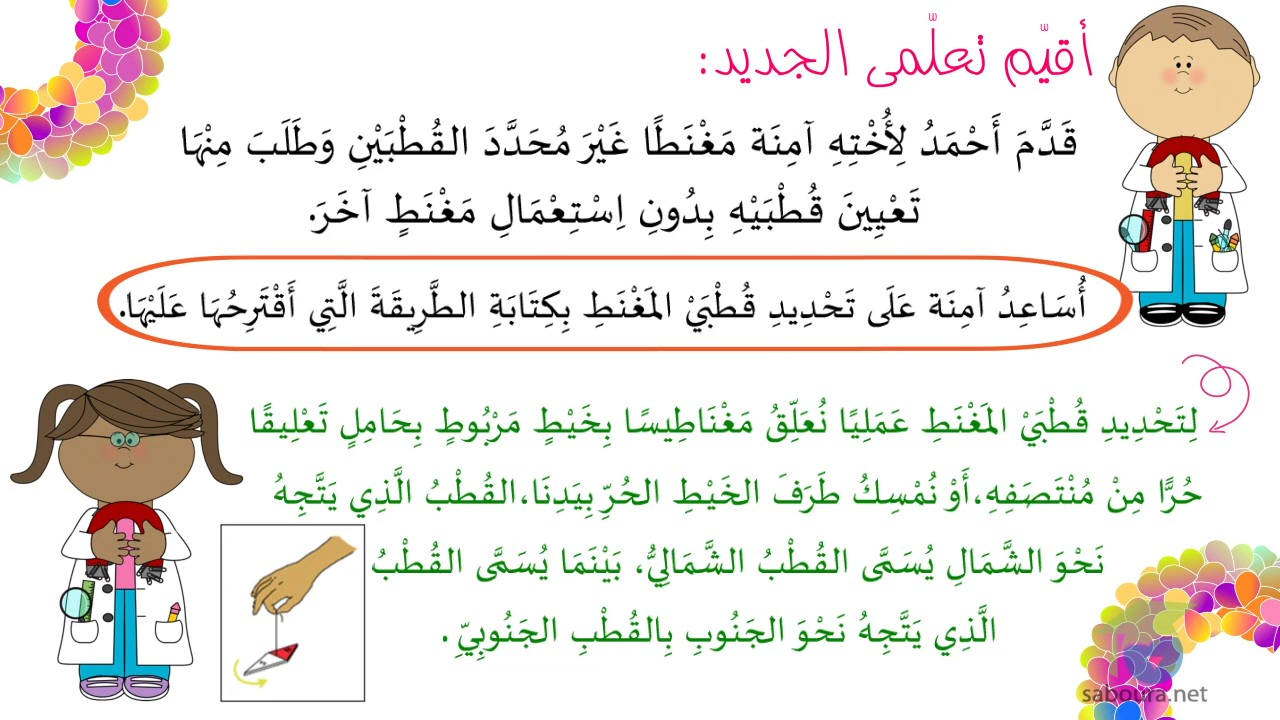 أقيّم تعلّمى الجديد:
قَدَّمَ أَحْمَدُ لِأُخْتِهِ آمِنَة مَغْنَطًا غَيْرَ مُحَدَّدَ القُطْبَيْنِ وَطَلَبَ مِنْهَا
تَعْيِينَ قُطْبَيْهِ بِدُونِ اِسْتِعْمَالِ مَغْنَطٍ آخَرَ.
أُسَاعِدُ آمِنَة عَلَى تَحْدِيدِ قُطْبَيْ المَغْنَطِ بِكِتَابَةِ الطَّرِيقَةَ الَّتِي أَقْتَرِحُهَا عَلَيْهَا.
لِتَحْدِيدِ قُطْبَيْ المَغْنَطِ عَمَلِيًا نُعَلِّقُ مَغْنَاطِيسًا بِخَيْطٍ مَرْبُوطٍ بِحَامِلٍ تَعْلِيقًا
حُرًّا مِنْ مُنْتَصَفِهِ،أَوْ نُمْسِكُ طَرَفَ الخَيْطِ الحُرِّ بِيَدِنَا،القُطْبُ الَّذِي يَتَّجِهُ
نَحْوَ الشَّمَالِ يُسَمَّى القُطْبُ الشَّمَالِيُّ، بَيْنَمَا يُسَمَّى القُطْبُ
الَّذِي يَتَّجِهُ نَحْوَ الجَنُوبِ بِالقُطْبِ الجَنُوبِيِّ .
saboura.net